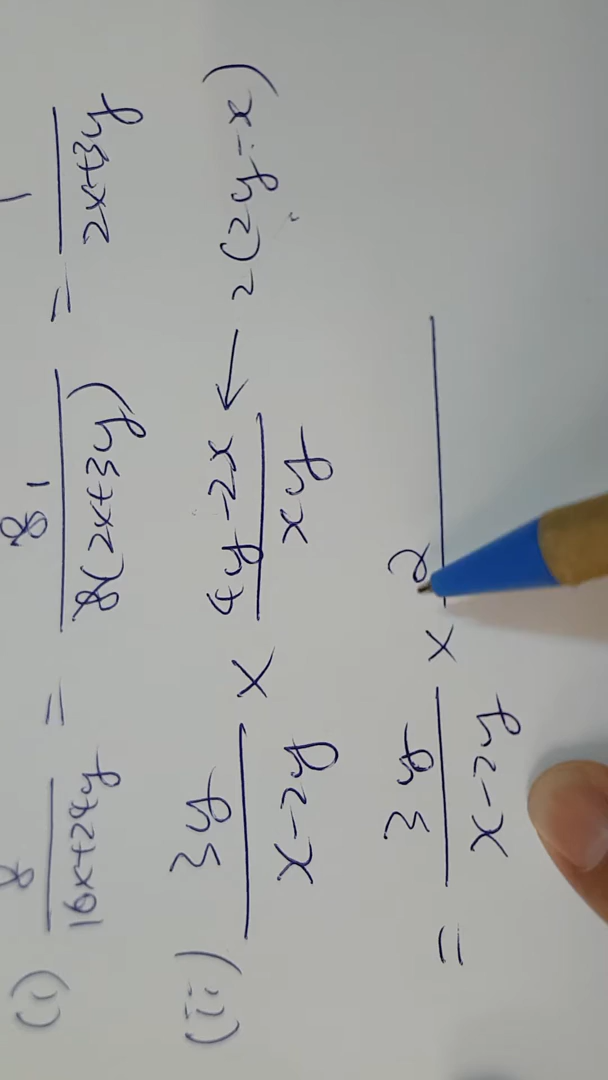 (i) 8/(16x+24y) = 8 1/8(2x+3y) = 1/(2x+3y)
(ii) 3y/(x-2y) × (4y-2x)/(xy) ← 2(2y-x)
= 3y/(x-2y) × 2